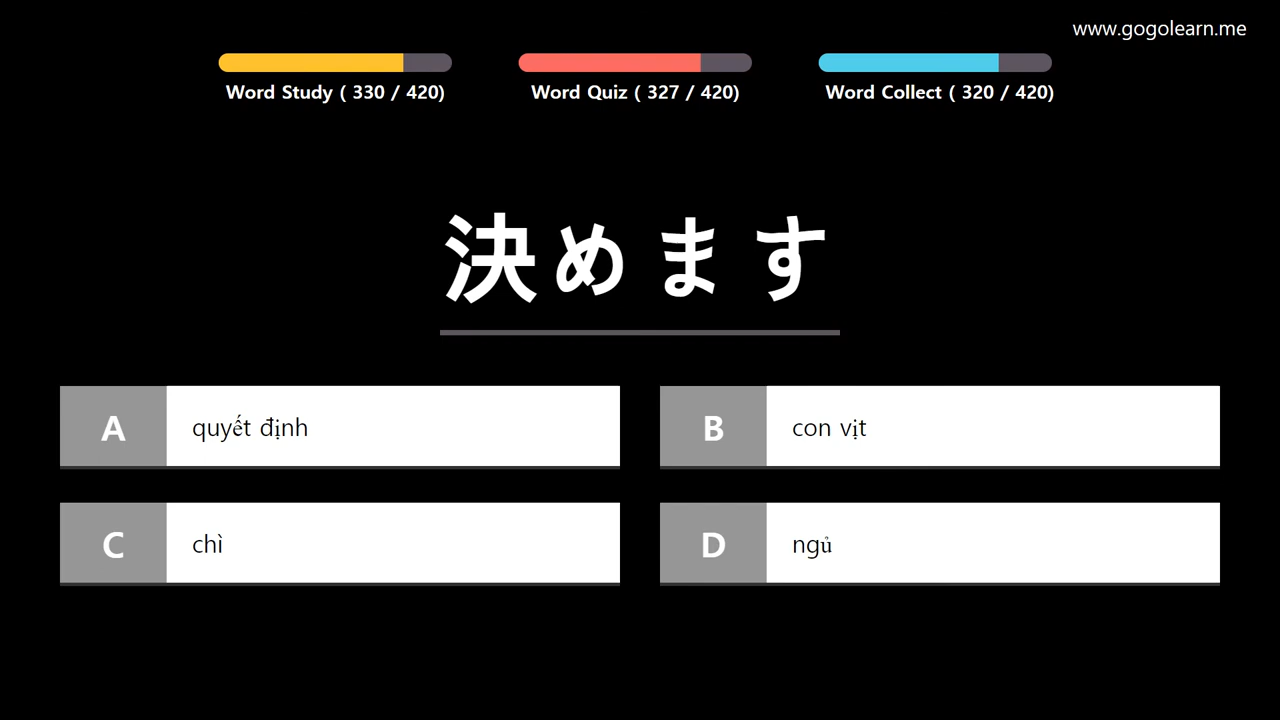 www.gogolearn.me
Word Study ( 330 / 420)
Word Quiz ( 327 / 420)
Word Collect ( 320 / 420)
決めます
A quyết định
B con vịt
C chì
D ngủ